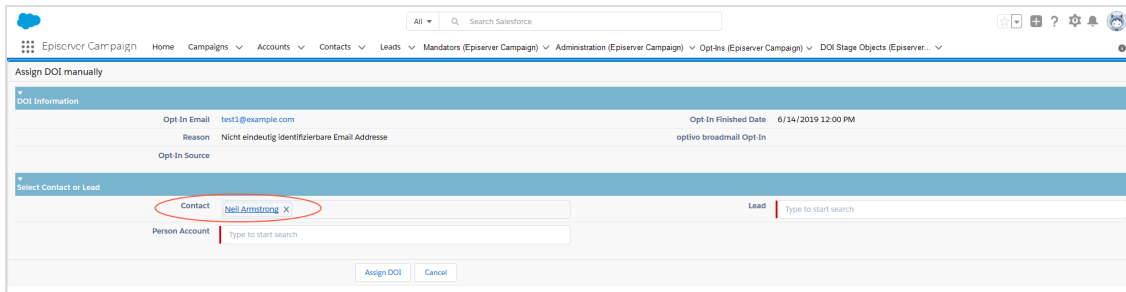 All Search Salesforce
Episerver Campaign Home Campaigns Accounts Contacts Leads Mandators (Episerver Campaign) Administration (Episerver Campaign) Opt-Ins (Episerver Campaign) DOI Stage Objects (Episerver...
Assign DOI manually
DOI Information
Opt-In Email test1@example.com Opt-In Finished Date 6/14/2019 12:00 PM
Reason Nicht eindeutig identifizierbare Email Addresse optivo broadmail Opt-In
Opt-In Source
Select Contact or Lead
Contact Neil Armstrong X Lead Type to start search
Person Account Type to start search
Assign DOI Cancel